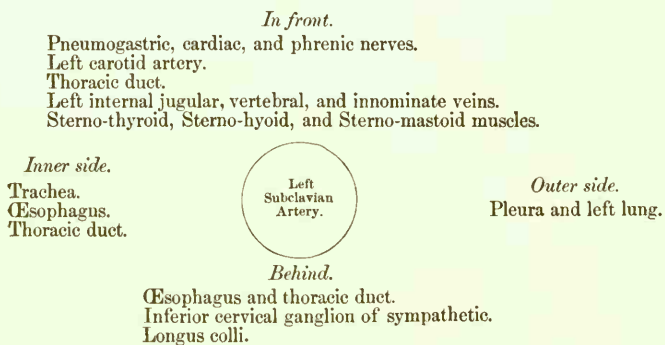 In front.
Pneumogastric, cardiac, and phrenic nerves.
Left carotid artery.
Thoracic duct.
Left internal jugular, vertebral, and innominate veins.
Sterno-thyroid, Sterno-hyoid, and Sterno-mastoid muscles.
Inner side.
Trachea.
Œsophagus.
Thoracic duct.
Left
Subclavian
Artery.
Outer side.
Pleura and left lung.
Behind.
Œsophagus and thoracic duct.
Inferior cervical ganglion of sympathetic.
Longus colli.